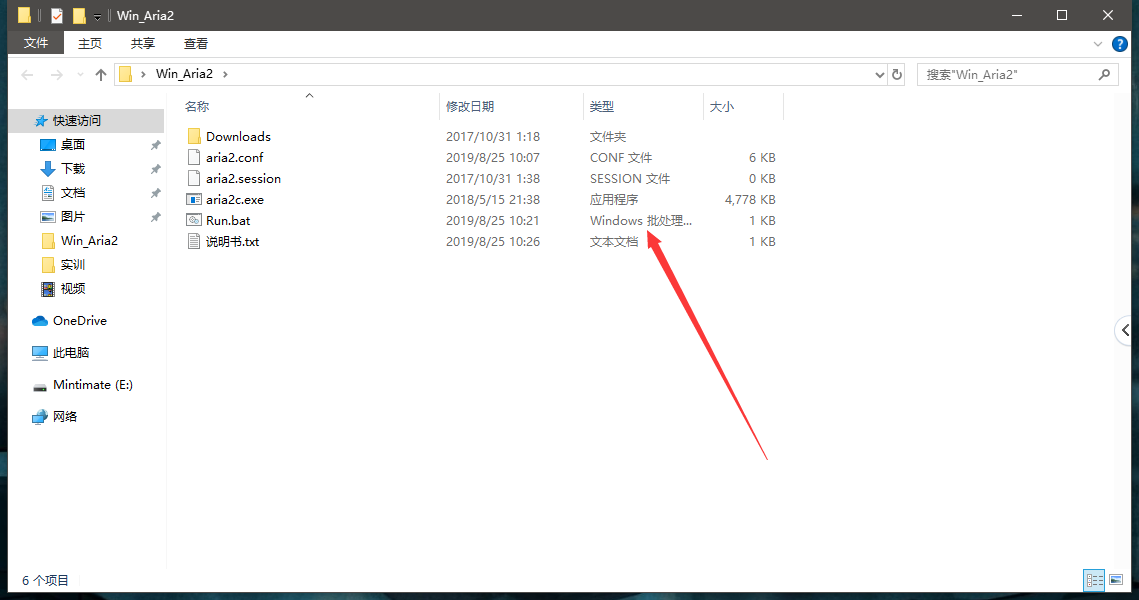 Win_Aria2
文件 主页 共享 查看
Win_Aria2 搜索"Win_Aria2"
名称 修改日期 类型 大小
快速访问
桌面
下载
文档
图片
Win_Aria2
实训
视频
OneDrive
此电脑
Mintimate (E:)
网络
Downloads 2017/10/31 1:18 文件夹
aria2.conf 2019/8/25 10:07 CONF 文件 6 KB
aria2.session 2017/10/31 1:38 SESSION 文件 0 KB
aria2c.exe 2018/5/15 21:38 应用程序 4,778 KB
Run.bat 2019/8/25 10:21 Windows 批处理... 1 KB
说明书.txt 2019/8/25 10:26 文本文档 1 KB
6 个项目